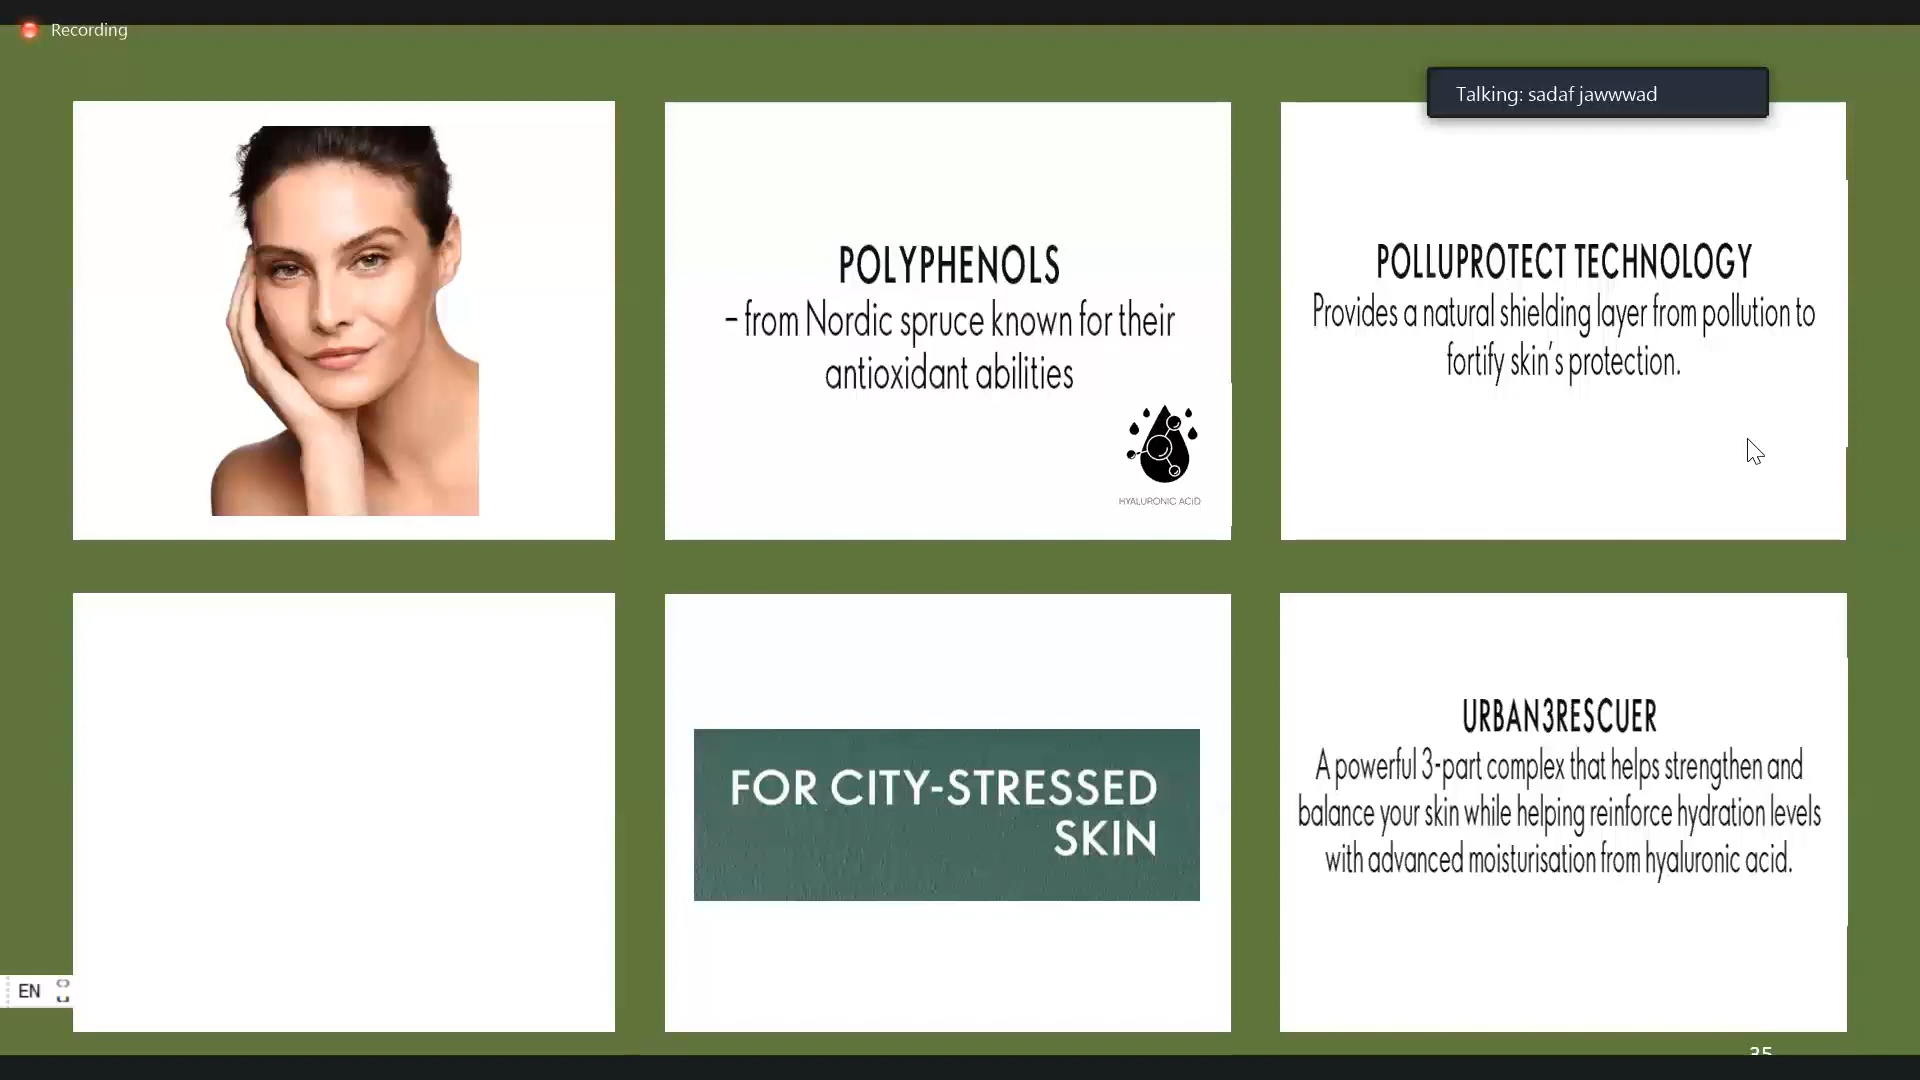 Recording
Talking: sadaf jawwwad
POLYPHENOLS
– from Nordic spruce known for their
antioxidant abilities
HYALURONIC ACID
POLLUPROTECT TECHNOLOGY
Provides a natural shielding layer from pollution to
fortify skin's protection.
FOR CITY-STRESSED
SKIN
URBAN3RESCUER
A powerful 3-part complex that helps strengthen and
balance your skin while helping reinforce hydration levels
with advanced moisturisation from hyaluronic acid.
EN
35